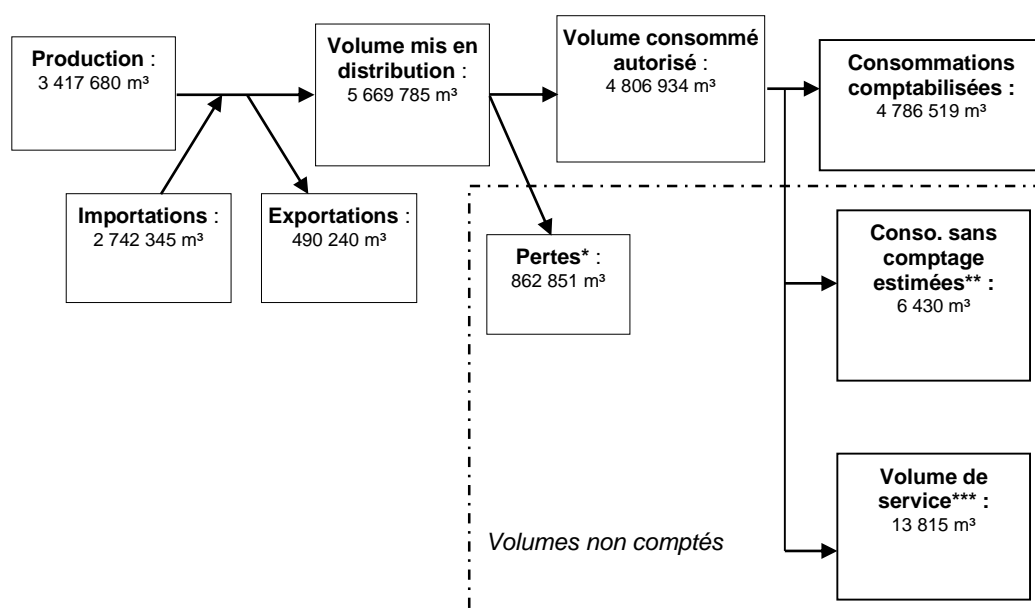 Production :
3 417 680 m³
Volume mis en
distribution :
5 669 785 m³
Volume consommé
autorisé :
4 806 934 m³
Consommations
comptabilisées :
4 786 519 m³
Importations :
2 742 345 m³
Exportations :
490 240 m³
Pertes* :
862 851 m³
Conso. sans
comptage
estimées** :
6 430 m³
Volume de
service*** :
13 815 m³
Volumes non comptés